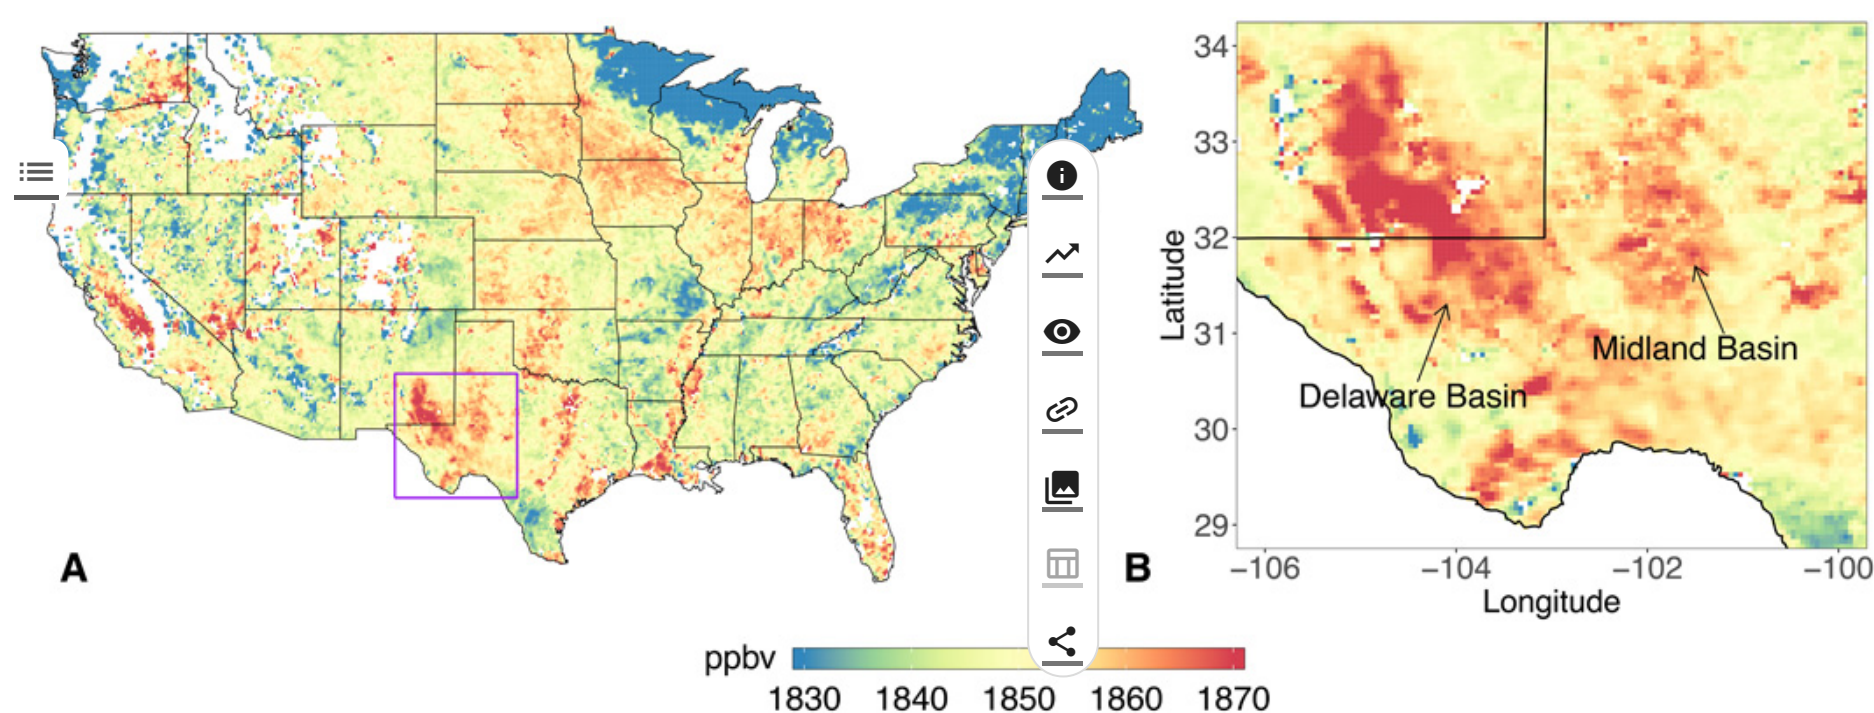 34
33
32
31
30
29
Latitude
Midland Basin
Delaware Basin
A
B
−106
−104
−102
−100
Longitude
ppbv
1830
1840
1850
1860
1870